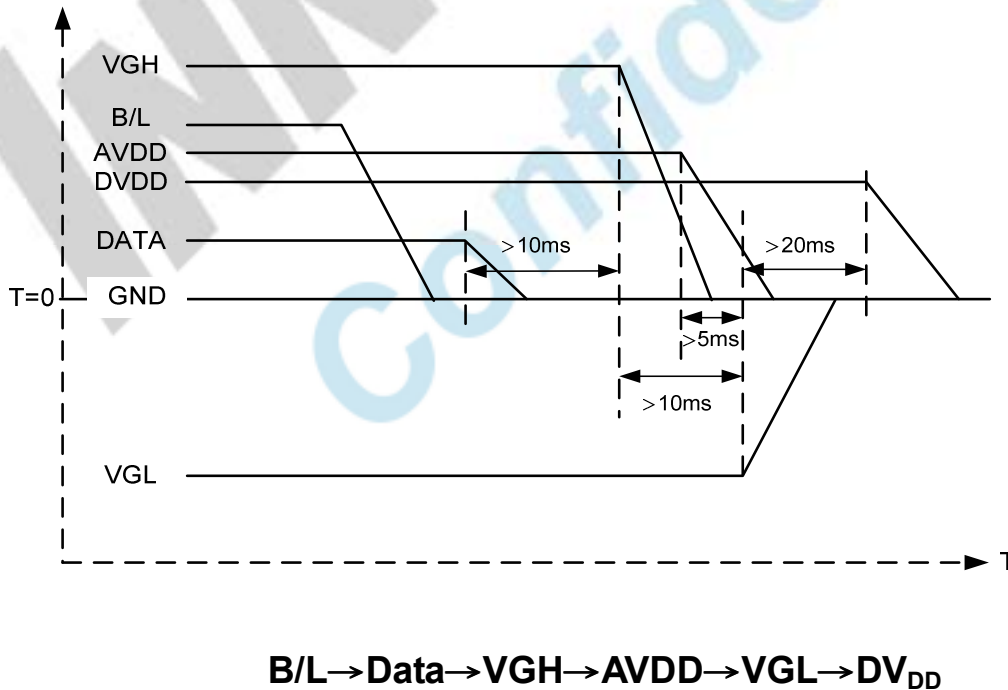 VGH
B/L
AVDD
DVDD
DATA
>10ms
>20ms
T=0
GND
>5ms
>10ms
VGL
T
B/L→Data→VGH→AVDD→VGL→DVDD